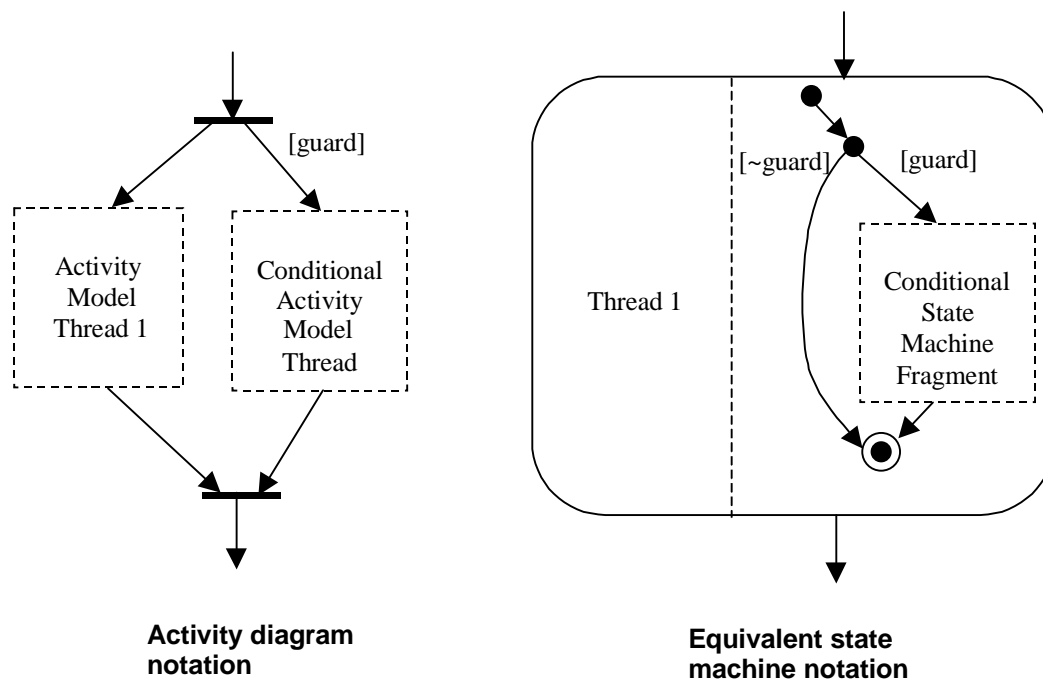 [guard]
Activity
Model
Thread 1
Conditional
Activity
Model
Thread
Activity diagram
notation
[~guard]
[guard]
Thread 1
Conditional
State
Machine
Fragment
Equivalent state
machine notation